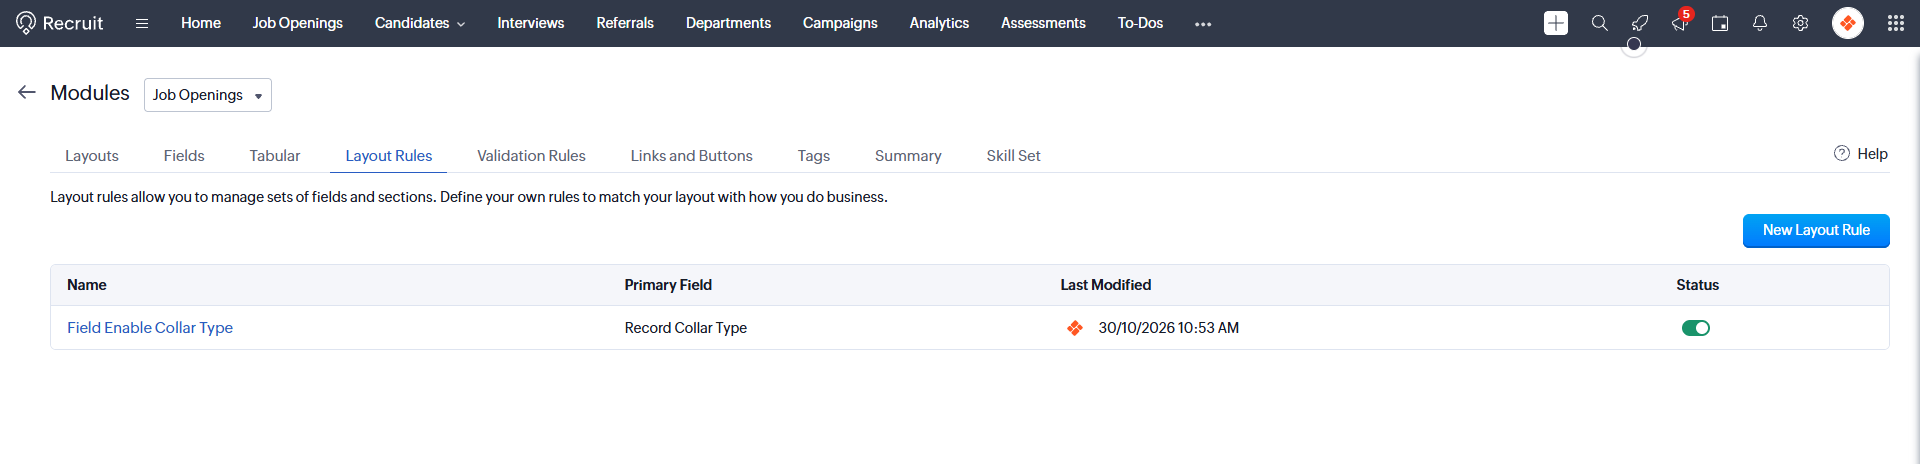 Recruit Home Job Openings Candidates Interviews Referrals Departments Campaigns Analytics Assessments To-Dos 5
Modules Job Openings
Layouts Fields Tabular Layout Rules Validation Rules Links and Buttons Tags Summary Skill Set Help
Layout rules allow you to manage sets of fields and sections. Define your own rules to match your layout with how you do business.
New Layout Rule
Name Primary Field Last Modified Status
Field Enable Collar Type Record Collar Type 30/10/2026 10:53 AM